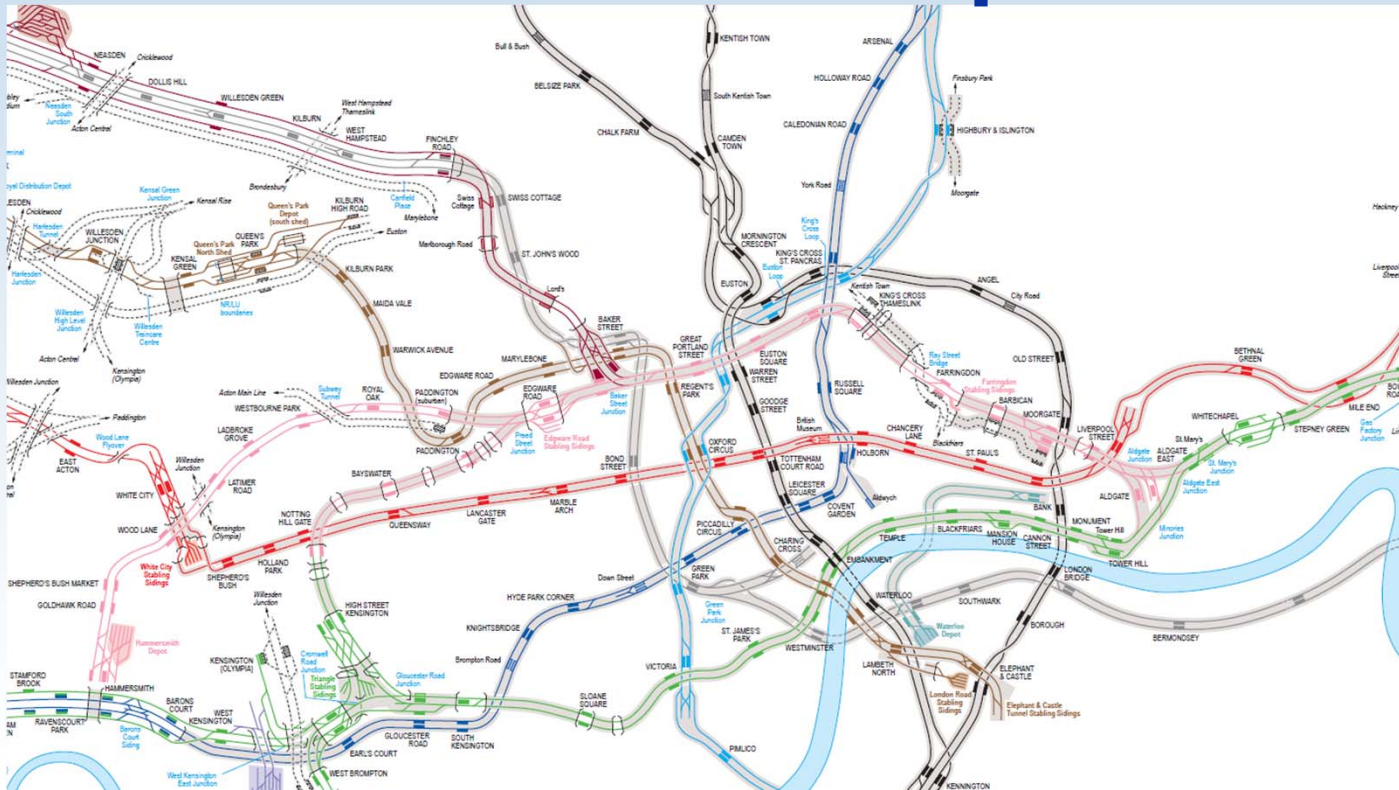 NEASDEN
Cricklewood
DOLLIS HILL
Neasden
South
Junction
Acton Central
WILLESDEN GREEN
KILBURN
West Hampstead
Thameslink
WEST
HAMPSTEAD
Brondesbury
FINCHLEY
ROAD
Canfield
Place
Marylebone
Swiss
Cottage
SWISS COTTAGE
Marlborough Road
ST. JOHN'S WOOD
Lord's
Bull & Bush
BELSIZE PARK
CHALK FARM
KENTISH TOWN
South Kentish Town
CAMDEN
TOWN
MORNINGTON
CRESCENT
ARSENAL
HOLLOWAY ROAD
CALEDONIAN ROAD
York Road
Finsbury Park
HIGHBURY & ISLINGTON
Moorgate
Hackney
King's
Cross
Loop
KING'S CROSS
ST. PANCRAS
Euston
Loop
EUSTON
Kentish Town
KING'S CROSS
THAMESLINK
ANGEL
City Road
OLD STREET
Kensal Green
Junction
Kensal Rise
Cricklewood
Harlesden
Tunnel
WILLESDEN
JUNCTION
Harlesden
Junction
Willesden
High Level
Junction
Acton Central
Kensington
(Olympia)
Willesden
Traincare
Centre
KENSAL
GREEN
Queen's Park
North Shed
QUEEN'S
PARK
Queen's Park
Depot
(south shed)
KILBURN
HIGH ROAD
Euston
NR/LU
boundaries
KILBURN PARK
MAIDA VALE
WARWICK AVENUE
EDGWARE ROAD
MARYLEBONE
BAKER
STREET
GREAT
PORTLAND
STREET
EUSTON
SQUARE
WARREN
STREET
REGENT'S
PARK
GOODGE
STREET
RUSSELL
SQUARE
Ray Street
Bridge
FARRINGDON
Farringdon
Stabling Sidings
BARBICAN
MOORGATE
Blackfriars
LIVERPOOL
STREET
BETHNAL
GREEN
WHITECHAPEL
MILE END
STEPNEY GREEN
Gas
Factory
Junction
St. Mary's
St. Mary's
Junction
ALDGATE
EAST
Aldgate
Junction
Aldgate East
Junction
ALDGATE
Minories
Junction
Willesden Junction
Paddington
Acton Main Line
Subway
Tunnel
ROYAL
OAK
WESTBOURNE PARK
PADDINGTON
(suburban)
PADDINGTON
EDGWARE
ROAD
Praed
Street
Junction
Edgware Road
Stabling Sidings
Baker
Street
Junction
LADBROKE
GROVE
LATIMER
ROAD
Wood Lane
Flyover
EAST
ACTON
WHITE CITY
Willesden
Junction
WOOD LANE
Kensington
(Olympia)
White City
Stabling
Sidings
SHEPHERD'S
BUSH
HOLLAND
PARK
NOTTING
HILL GATE
BAYSWATER
QUEENSWAY
LANCASTER
GATE
MARBLE
ARCH
BOND
STREET
OXFORD
CIRCUS
TOTTENHAM
COURT ROAD
British
Museum
HOLBORN
CHANCERY
LANE
ST. PAUL'S
BANK
LEICESTER
SQUARE
COVENT
GARDEN
Aldwych
PICCADILLY
CIRCUS
CHARING
CROSS
TEMPLE
BLACKFRIARS
MANSION
HOUSE
CANNON
STREET
MONUMENT
Tower Hill
TOWER HILL
EMBANKMENT
SHEPHERD'S BUSH MARKET
GOLDHAWK ROAD
Hammersmith
Depot
HAMMERSMITH
Willesden
Junction
KENSINGTON
(OLYMPIA)
HIGH STREET
KENSINGTON
Cromwell
Road
Junction
Triangle
Stabling
Sidings
Gloucester Road
Junction
Brompton Road
KNIGHTSBRIDGE
HYDE PARK CORNER
Down Street
GREEN
PARK
Green
Park
Junction
ST. JAMES'S
PARK
WESTMINSTER
WATERLOO
Waterloo
Depot
SOUTHWARK
LONDON
BRIDGE
BOROUGH
BERMONDSEY
LAMBETH
NORTH
ELEPHANT
& CASTLE
London Road
Stabling
Sidings
Elephant & Castle
Tunnel Stabling Sidings
KENNINGTON
VICTORIA
PIMLICO
SLOANE
SQUARE
STAMFORD
BROOK
RAVENSCOURT
PARK
BARONS
COURT
Barons
Court
Siding
WEST
KENSINGTON
West Kensington
East Junction
EARL'S COURT
WEST BROMPTON
GLOUCESTER
ROAD
SOUTH
KENSINGTON